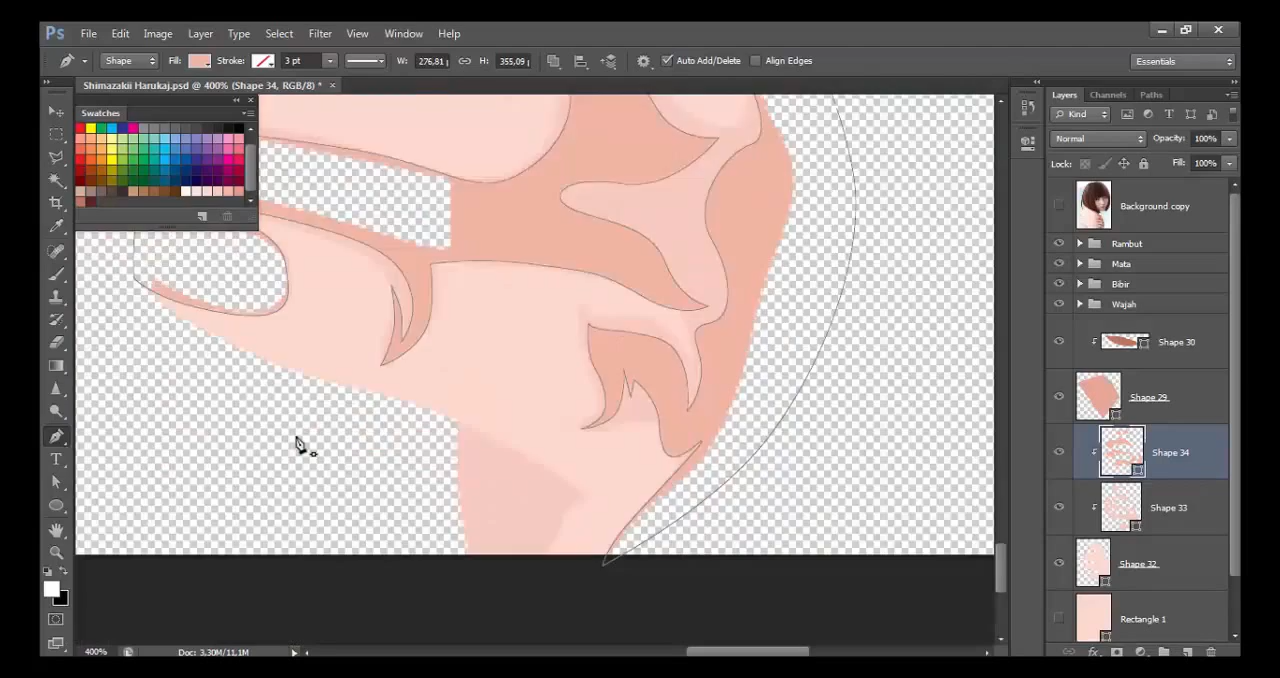 Ps File Edit Image Layer Type Select Filter View Window Help
Shape Fill: Stroke: 3 pt W: 276,81 H: 355,09 Auto Add/Delete Align Edges Essentials
Shimazakii Harukaj.psd @ 400% (Shape 34, RGB/8) * ×
Swatches
Layers Channels Paths
Kind
Normal Opacity: 100%
Lock: Fill: 100%
Background copy
Rambut
Mata
Bibir
Wajah
Shape 30
Shape 29
Shape 34
Shape 33
Shape 32
Rectangle 1
T
400% Doc: 3,30M/11,1M
fx